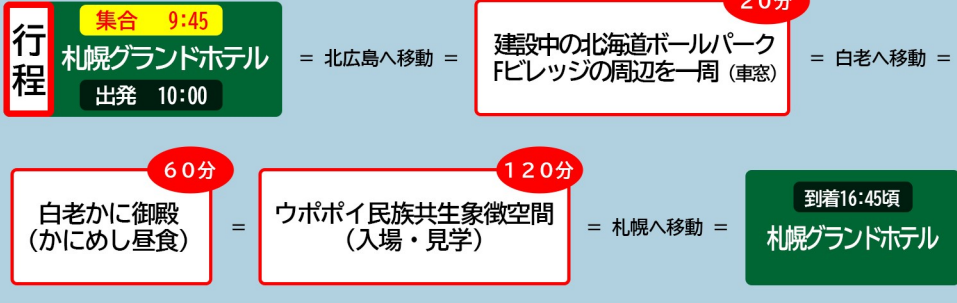 行程
集合 9:45
札幌グランドホテル
出発 10:00
= 北広島へ移動 =
20分
建設中の北海道ボールパーク
Fビレッジの周辺を一周（車窓）
= 白老へ移動 =
60分
白老かに御殿
（かにめし昼食）
=
120分
ウポポイ民族共生象徴空間
（入場・見学）
= 札幌へ移動 =
到着16:45頃
札幌グランドホテル